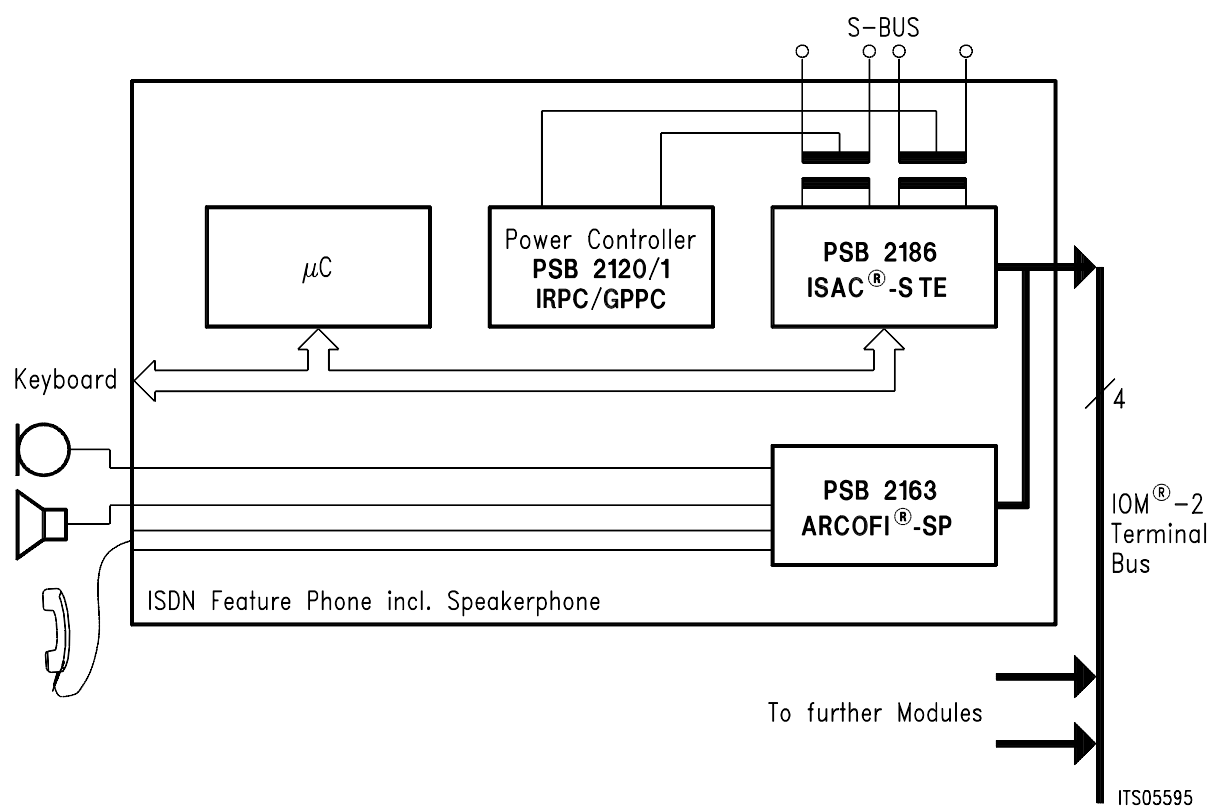 S-BUS
μC
Power Controller
PSB 2120/1
IRPC/GPPC
PSB 2186
ISAC®-S TE
Keyboard
4
PSB 2163
ARCOFI®-SP
IOM®-2
Terminal
Bus
ISDN Feature Phone incl. Speakerphone
To further Modules
ITS05595